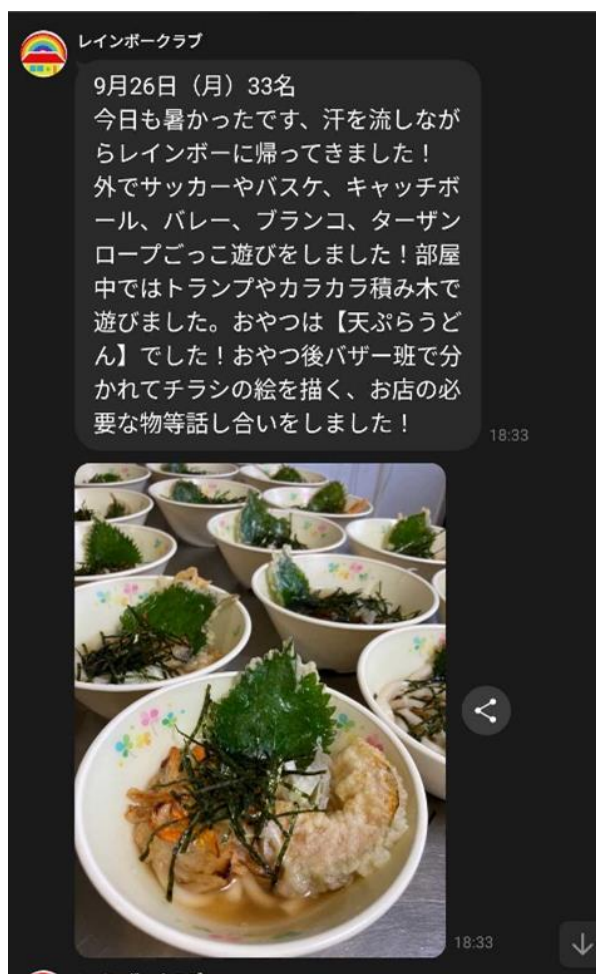 レインボークラブ
9月26日（月）33名
今日も暑かったです、汗を流しなが
らレインボーに帰ってきました！
外でサッカーやバスケ、キャッチボ
ール、バレー、ブランコ、ターザン
ロープごっこ遊びをしました！部屋
中ではトランプやカラカラ積み木で
遊びました。おやつは【天ぷらうど
ん】でした！おやつ後バザー班で分
かれてチラシの絵を描く、お店の必
要な物等話し合いをしました！
18:33
18:33